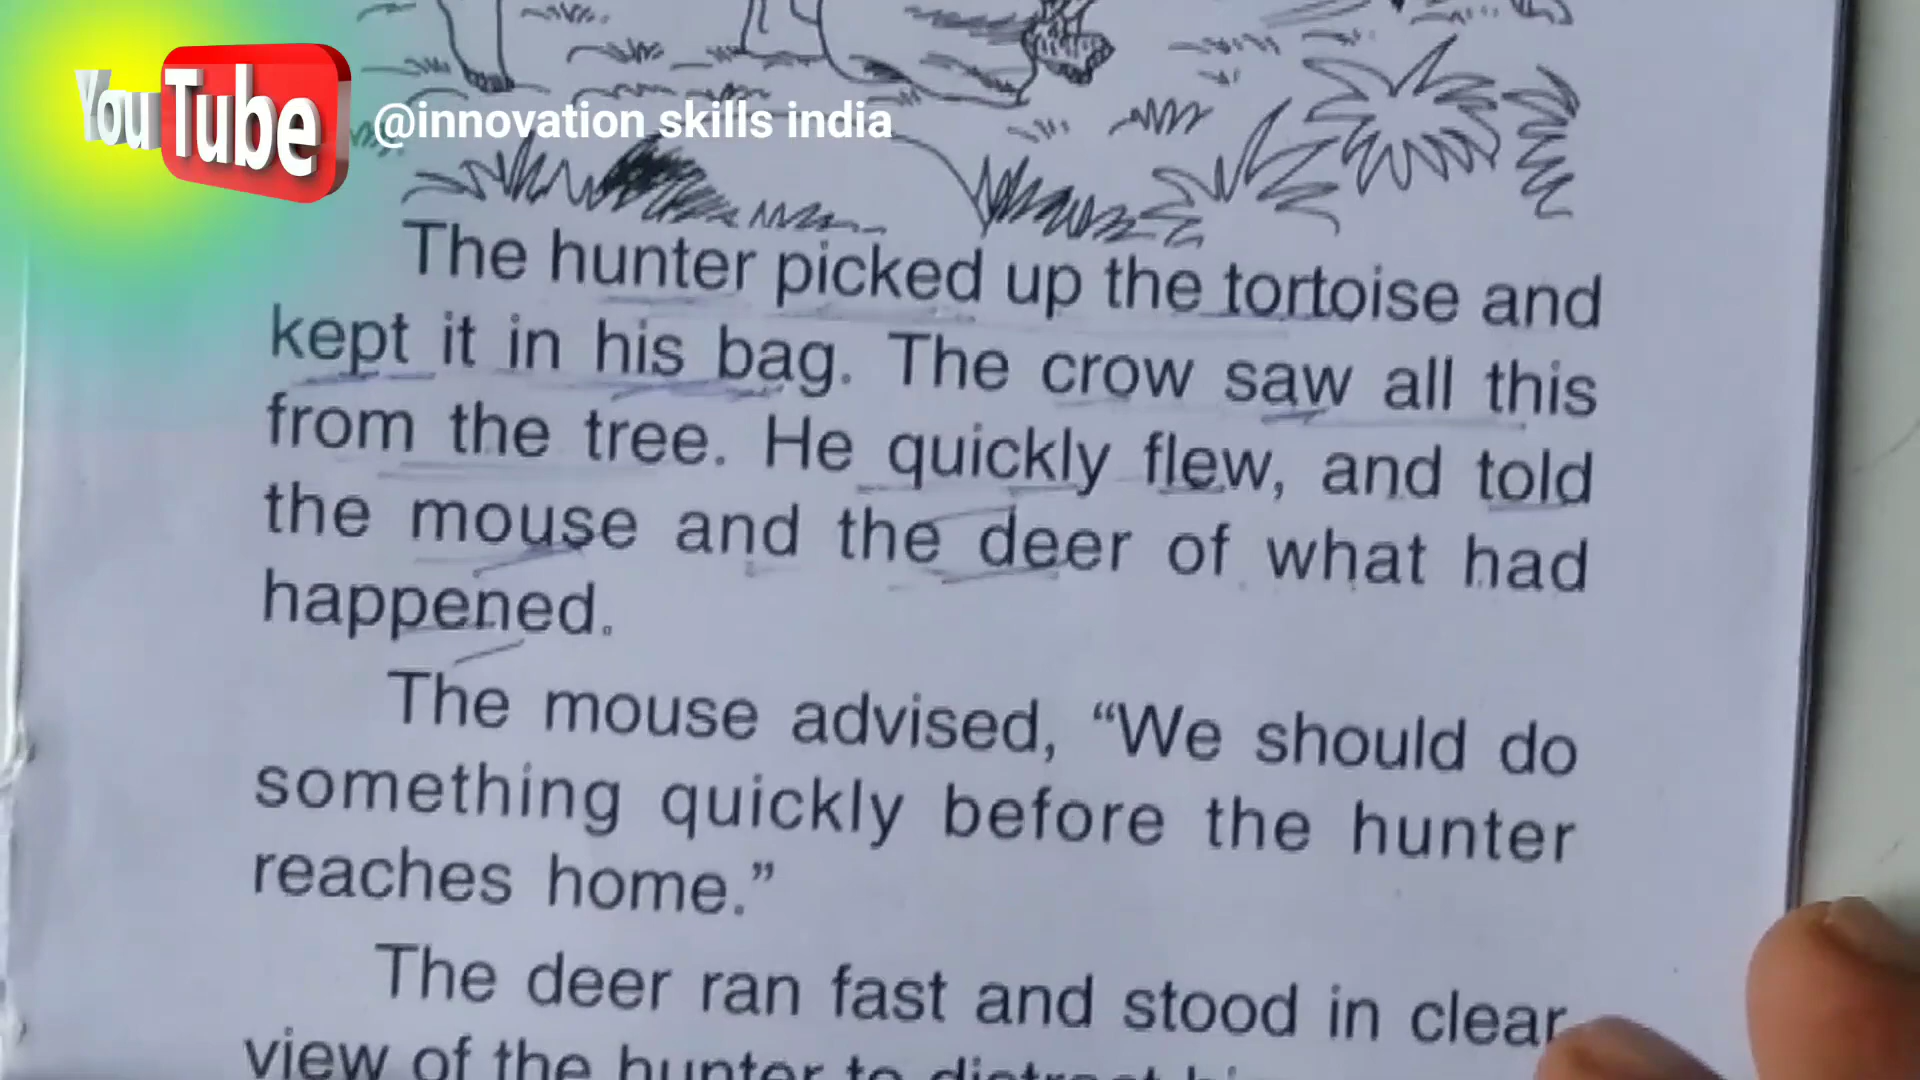 YouTube
@innovation skills india
The hunter picked up the tortoise and
kept it in his bag. The crow saw all this
from the tree. He quickly flew, and told
the mouse and the deer of what had
happened.
The mouse advised, “We should do
something quickly before the hunter
reaches home.”
The deer ran fast and stood in clear
view of the hunter to distract